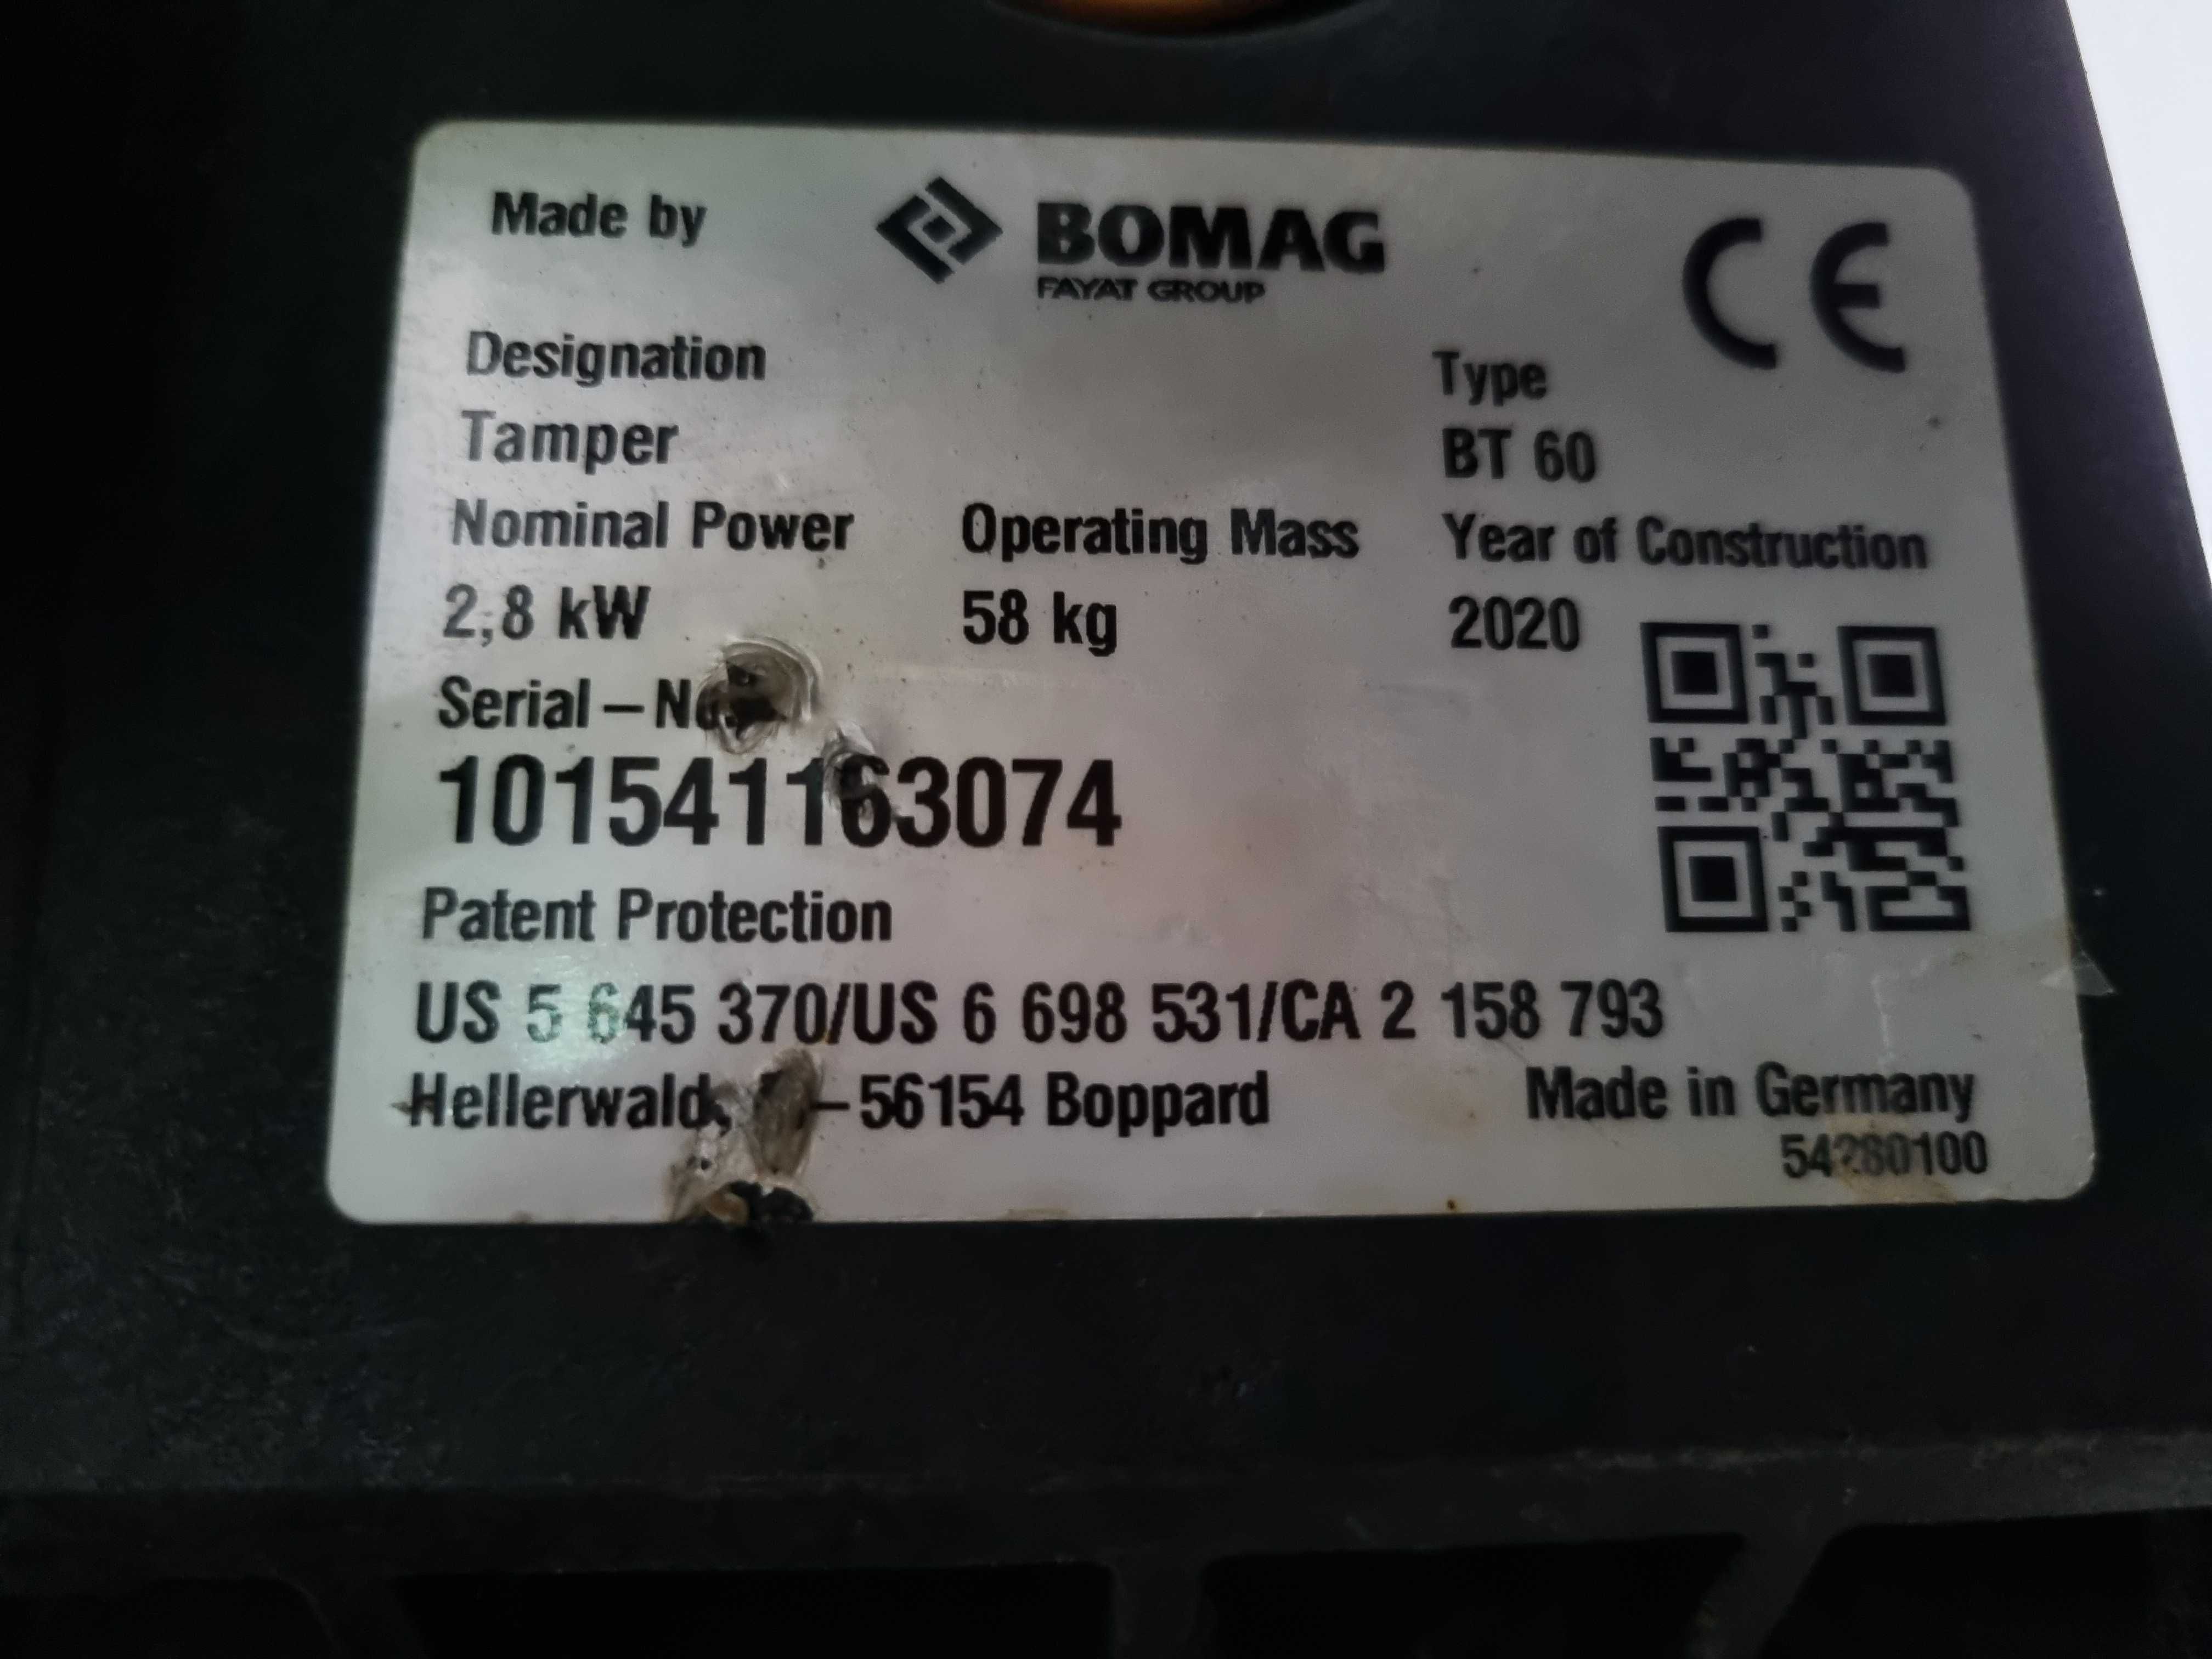 Made by BOMAG CE
FAYAT GROUP
Designation Type
Tamper BT 60
Nominal Power Operating Mass Year of Construction
2,8 kW 58 kg 2020
Serial-No.
101541163074
Patent Protection
US 5 645 370/US 6 698 531/CA 2 158 793
Hellerwald, -56154 Boppard Made in Germany